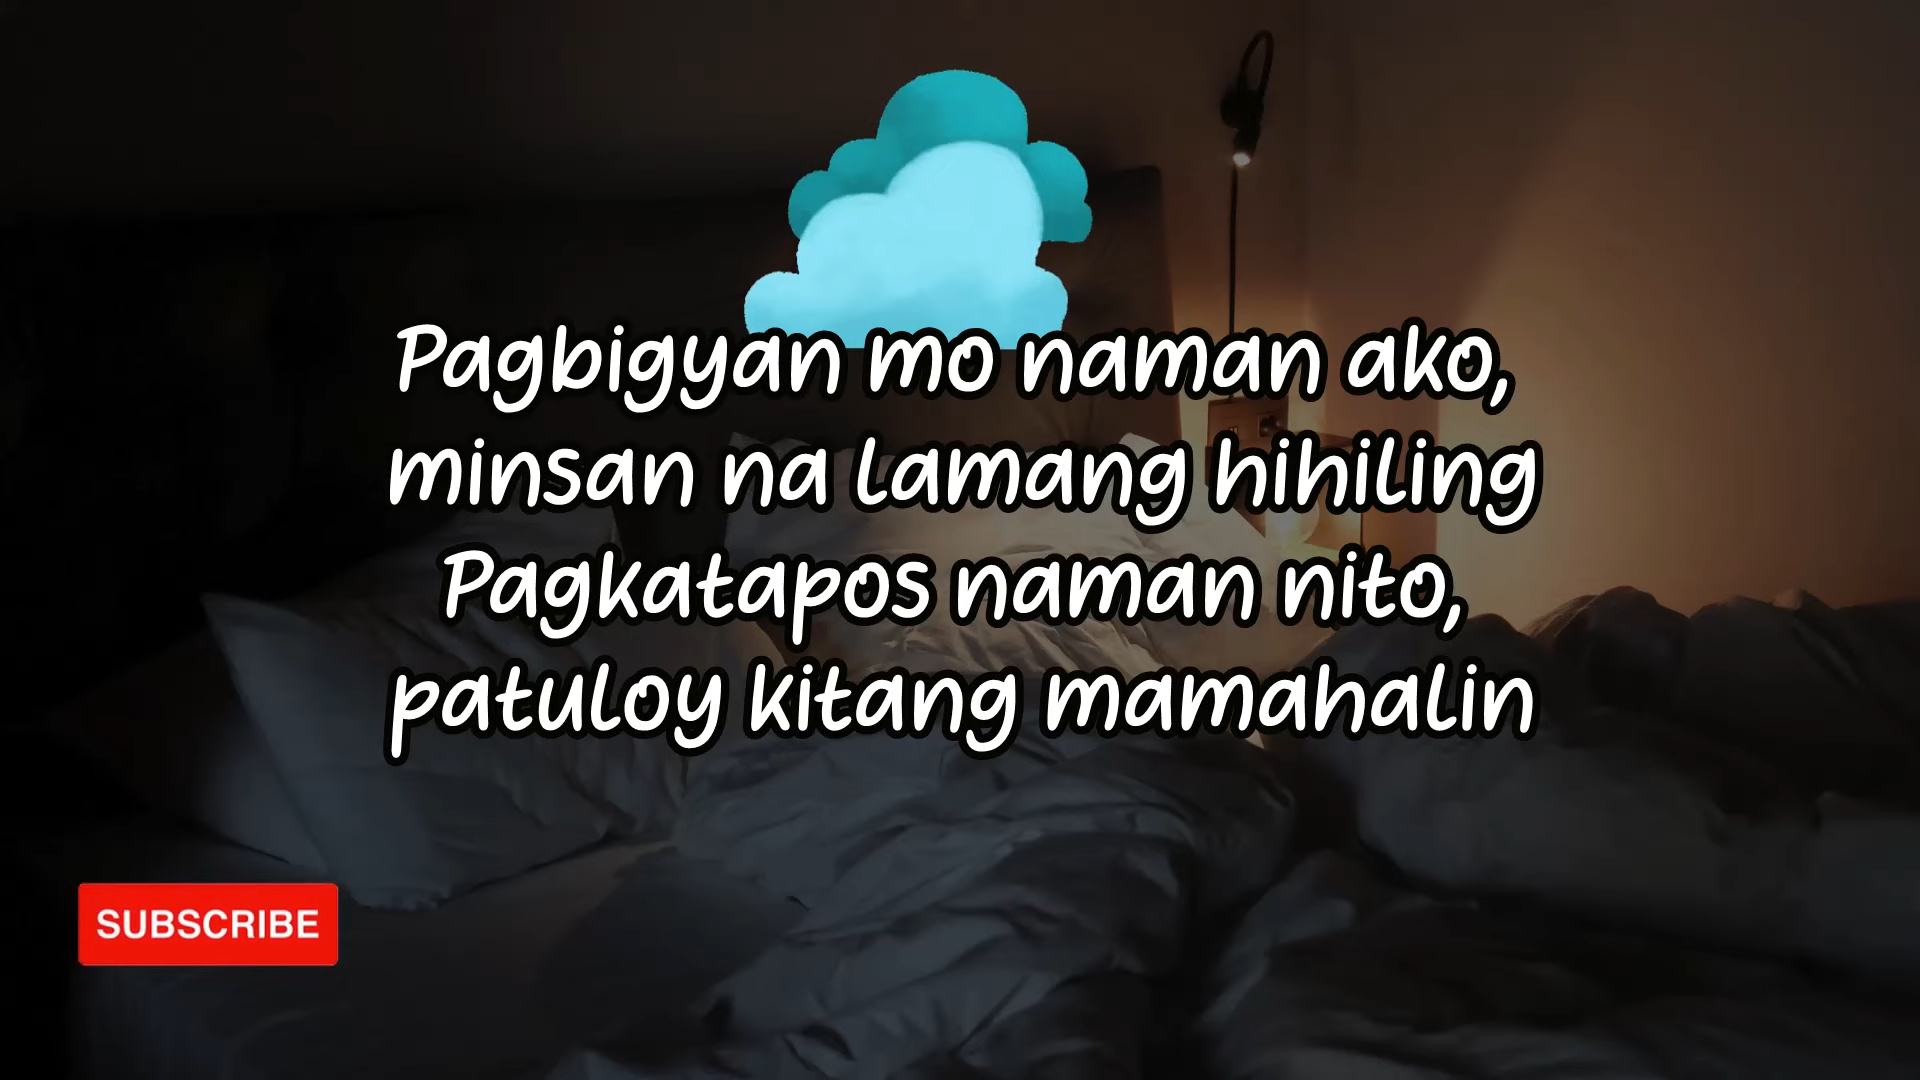 Pagbigyan mo naman ako,
minsan na lamang hihiling
Pagkatapos naman nito,
patuloy kitang mamahalin
SUBSCRIBE